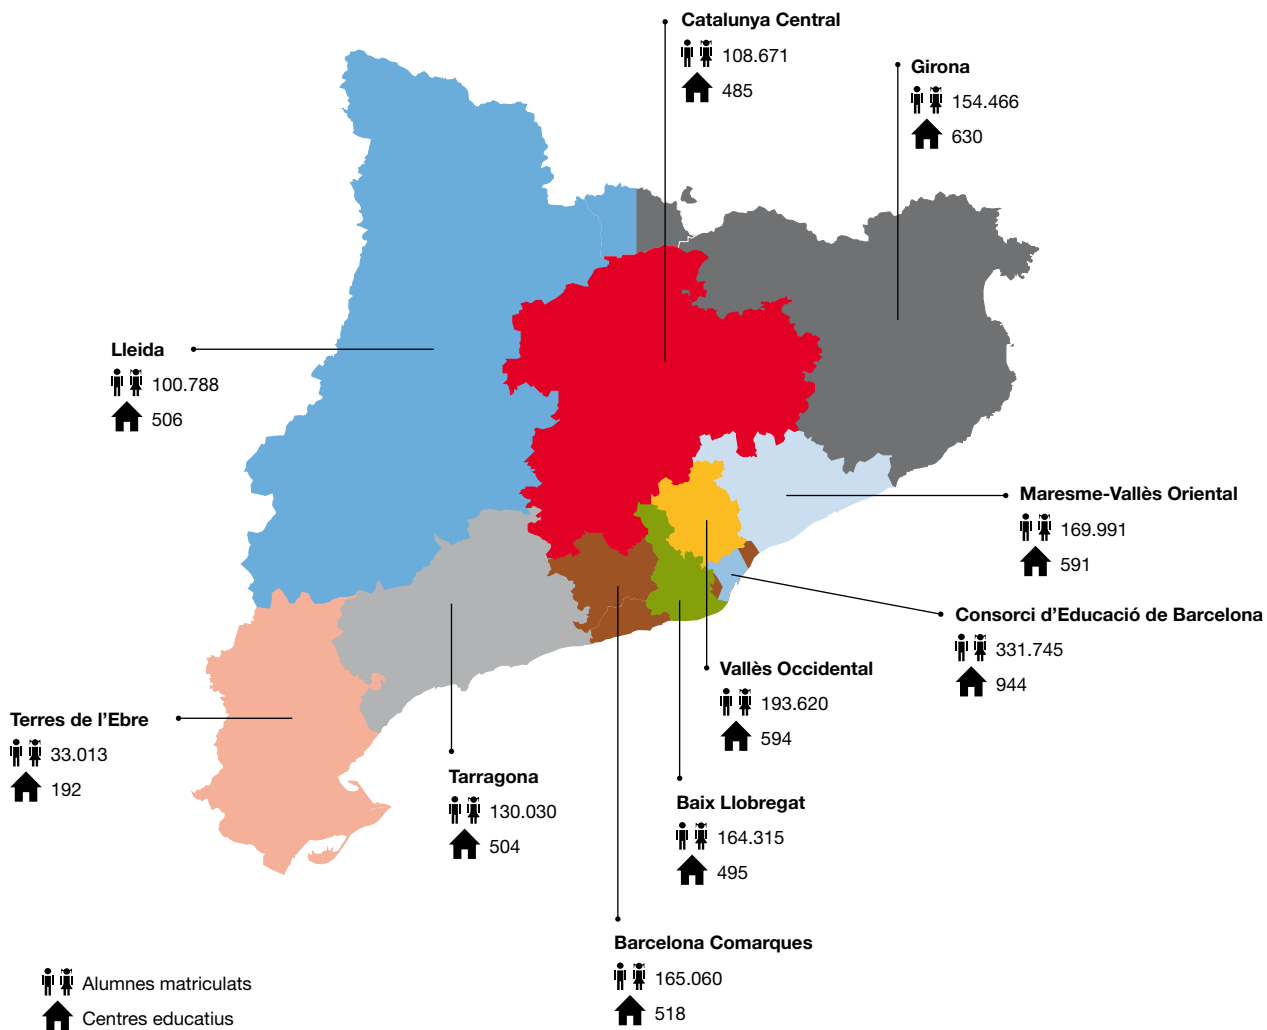 Catalunya Central
108.671
485
Girona
154.466
630
Lleida
100.788
506
Maresme-Vallès Oriental
169.991
591
Consorci d’Educació de Barcelona
331.745
944
Vallès Occidental
193.620
594
Terres de l’Ebre
33.013
192
Tarragona
130.030
504
Baix Llobregat
164.315
495
Barcelona Comarques
165.060
518
Alumnes matriculats
Centres educatius